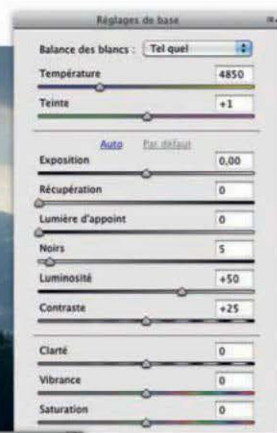 Réglages de base
Balance des blancs : Tel quel
Température 4850
Teinte +1
Auto Par défaut
Exposition 0,00
Récupération 0
Lumière d'appoint 0
Noirs 5
Luminosité +50
Contraste +25
Clarté 0
Vibrance 0
Saturation 0